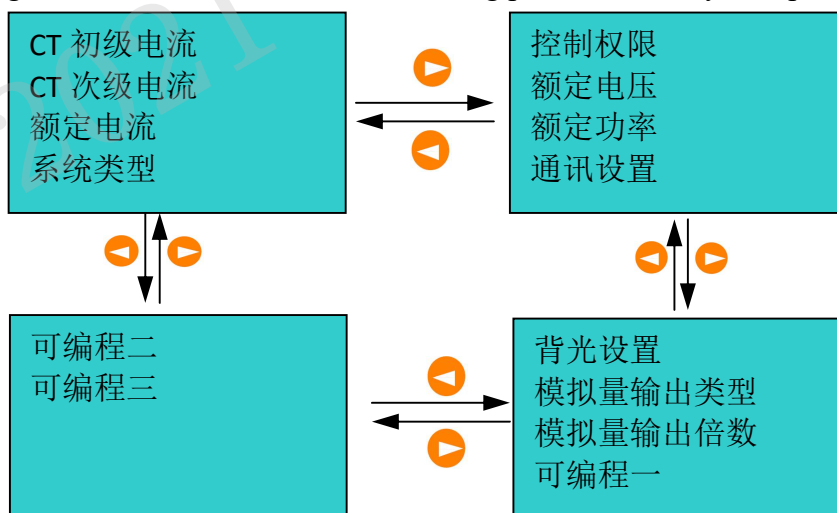 CT 初级电流
CT 次级电流
额定电流
系统类型
控制权限
额定电压
额定功率
通讯设置
可编程二
可编程三
背光设置
模拟量输出类型
模拟量输出倍数
可编程一
2021